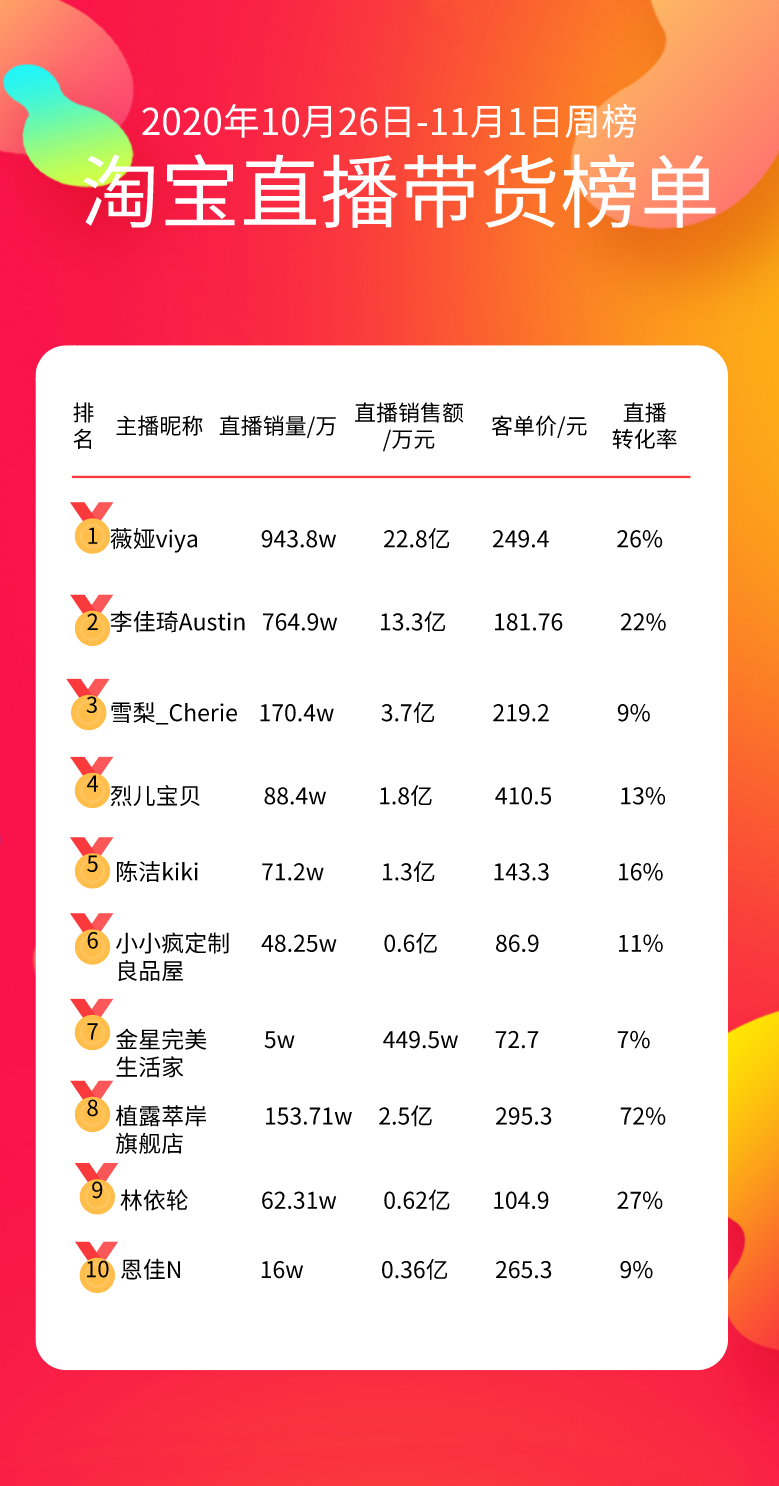 2020年10月26日-11月1日周榜
淘宝直播带货榜单
排名 主播昵称 直播销量/万 直播销售额/万元 客单价/元 直播转化率
1 薇娅viya 943.8w 22.8亿 249.4 26%
2 李佳琦Austin 764.9w 13.3亿 181.76 22%
3 雪梨_Cherie 170.4w 3.7亿 219.2 9%
4 烈儿宝贝 88.4w 1.8亿 410.5 13%
5 陈洁kiki 71.2w 1.3亿 143.3 16%
6 小小疯定制良品屋 48.25w 0.6亿 86.9 11%
7 金星完美生活家 5w 449.5w 72.7 7%
8 植露萃岸旗舰店 153.71w 2.5亿 295.3 72%
9 林依轮 62.31w 0.62亿 104.9 27%
10 恩佳N 16w 0.36亿 265.3 9%